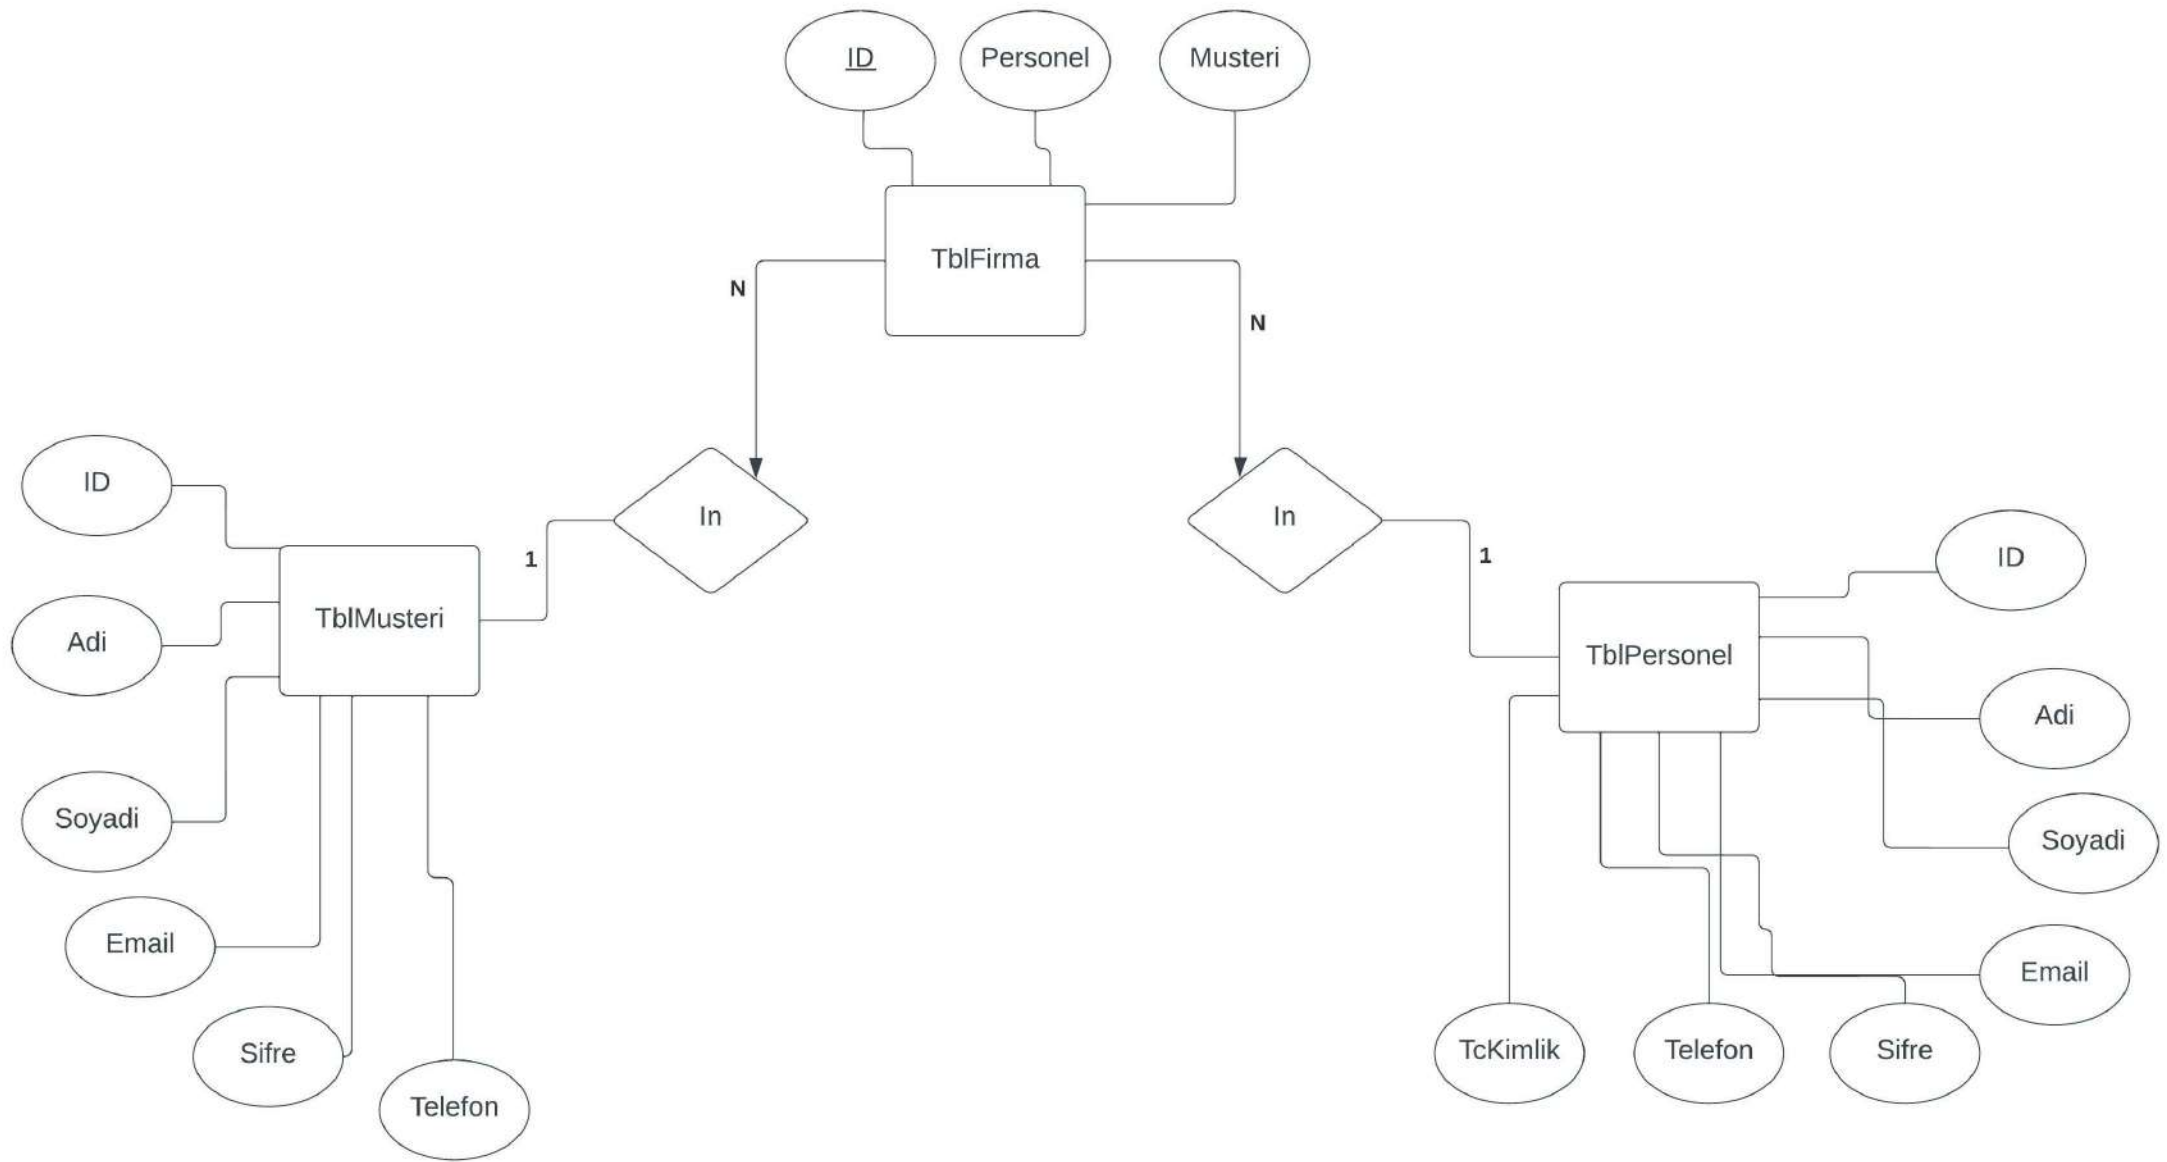 ID
Personel
Musteri
TblFirma
N
N
In
In
1
1
ID
TblMusteri
Adi
Soyadi
Email
Sifre
Telefon
ID
TblPersonel
Adi
Soyadi
Email
TcKimlik
Telefon
Sifre